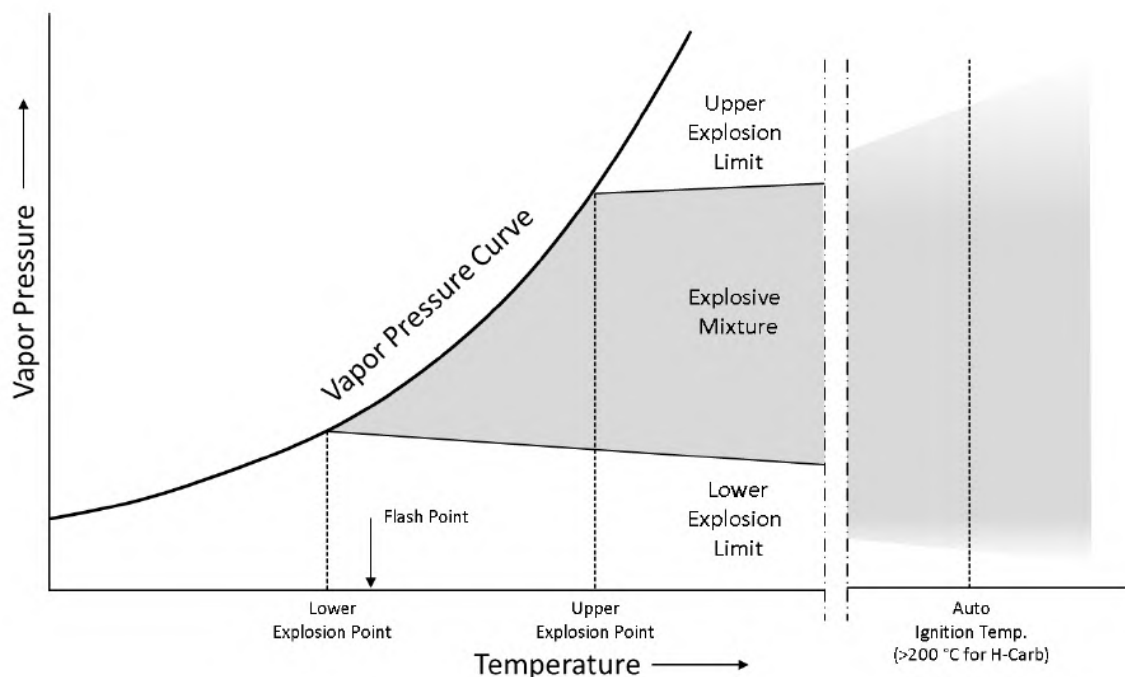 Vapor Pressure
Vapor Pressure Curve
Upper
Explosion
Limit
Explosive
Mixture
Lower
Explosion
Limit
Flash Point
Lower
Explosion Point
Upper
Explosion Point
Auto
Ignition Temp.
(>200 °C for H-Carb)
Temperature